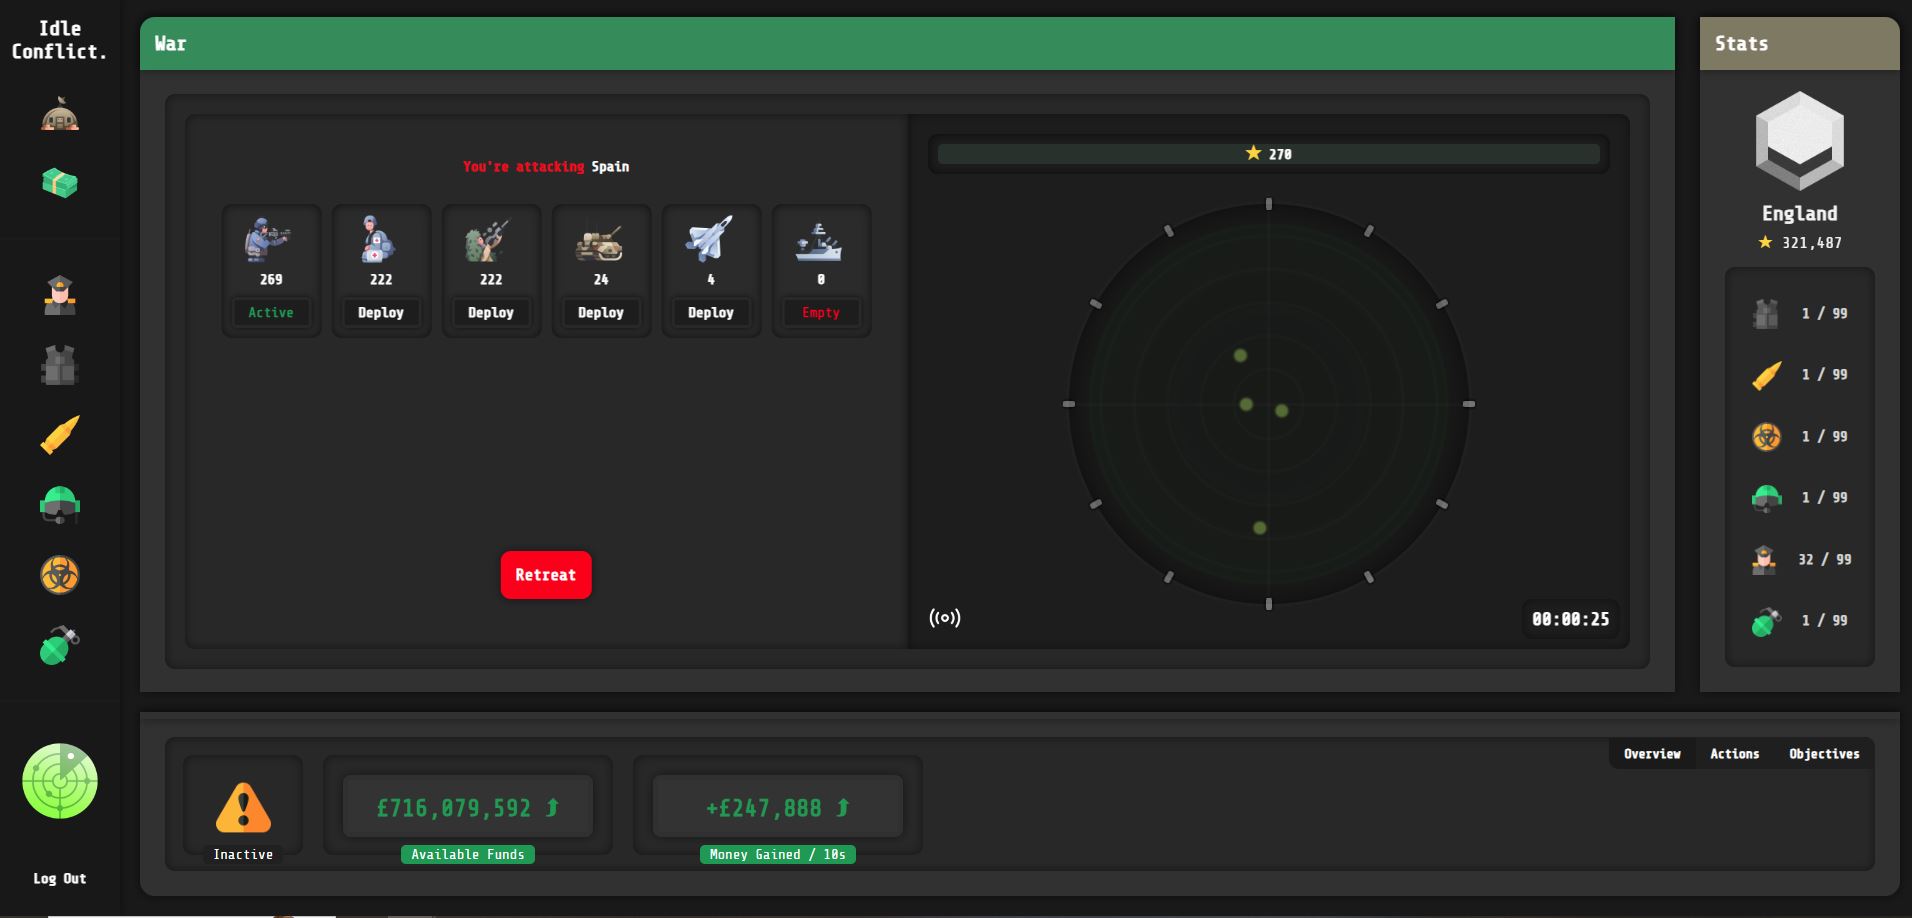 Idle
Conflict.
Log Out
War
You're attacking Spain
269
222
222
24
4
0
Active
Deploy
Deploy
Deploy
Deploy
Empty
Retreat
270
00:00:25
Stats
England
321,487
1 / 99
1 / 99
1 / 99
1 / 99
32 / 99
1 / 99
Overview
Actions
Objectives
Inactive
£716,079,592
Available Funds
+£247,888
Money Gained / 10s